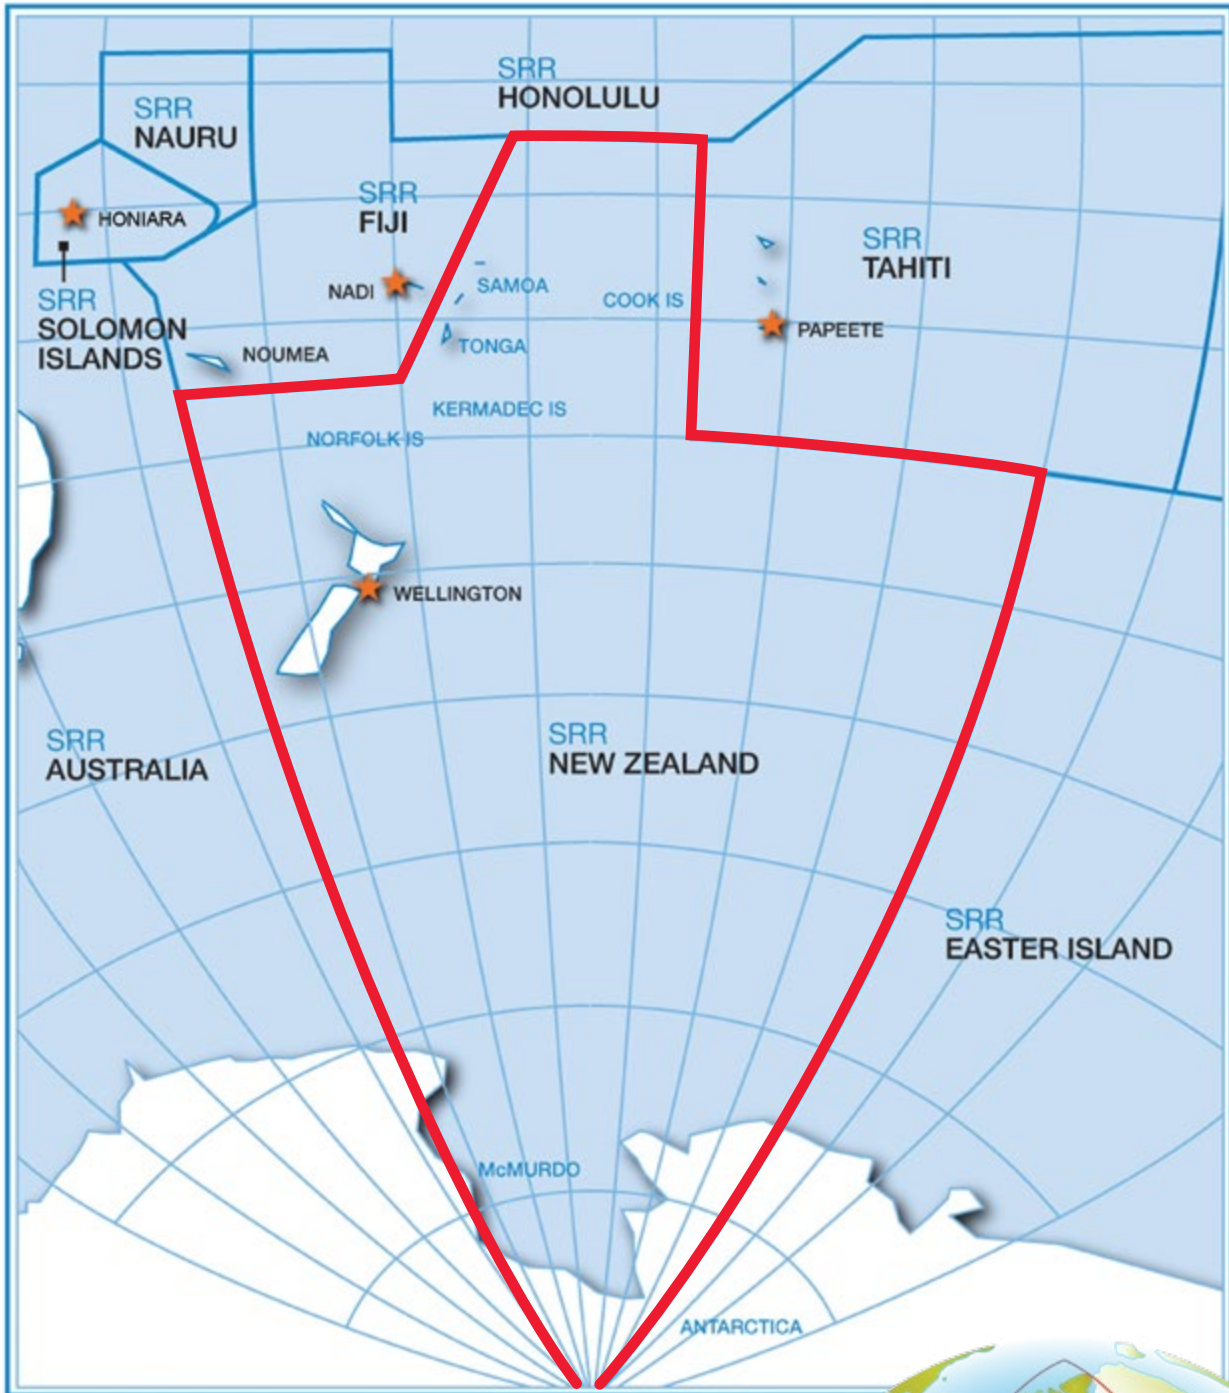 SRR
HONOLULU
SRR
NAURU
SRR
FIJI
HONIARA
SRR
TAHITI
NADI
SAMOA
COOK IS
SRR
SOLOMON
ISLANDS
PAPEETE
NOUMEA
TONGA
KERMADEC IS
NORFOLK IS
WELLINGTON
SRR
AUSTRALIA
SRR
NEW ZEALAND
SRR
EASTER ISLAND
McMURDO
ANTARCTICA